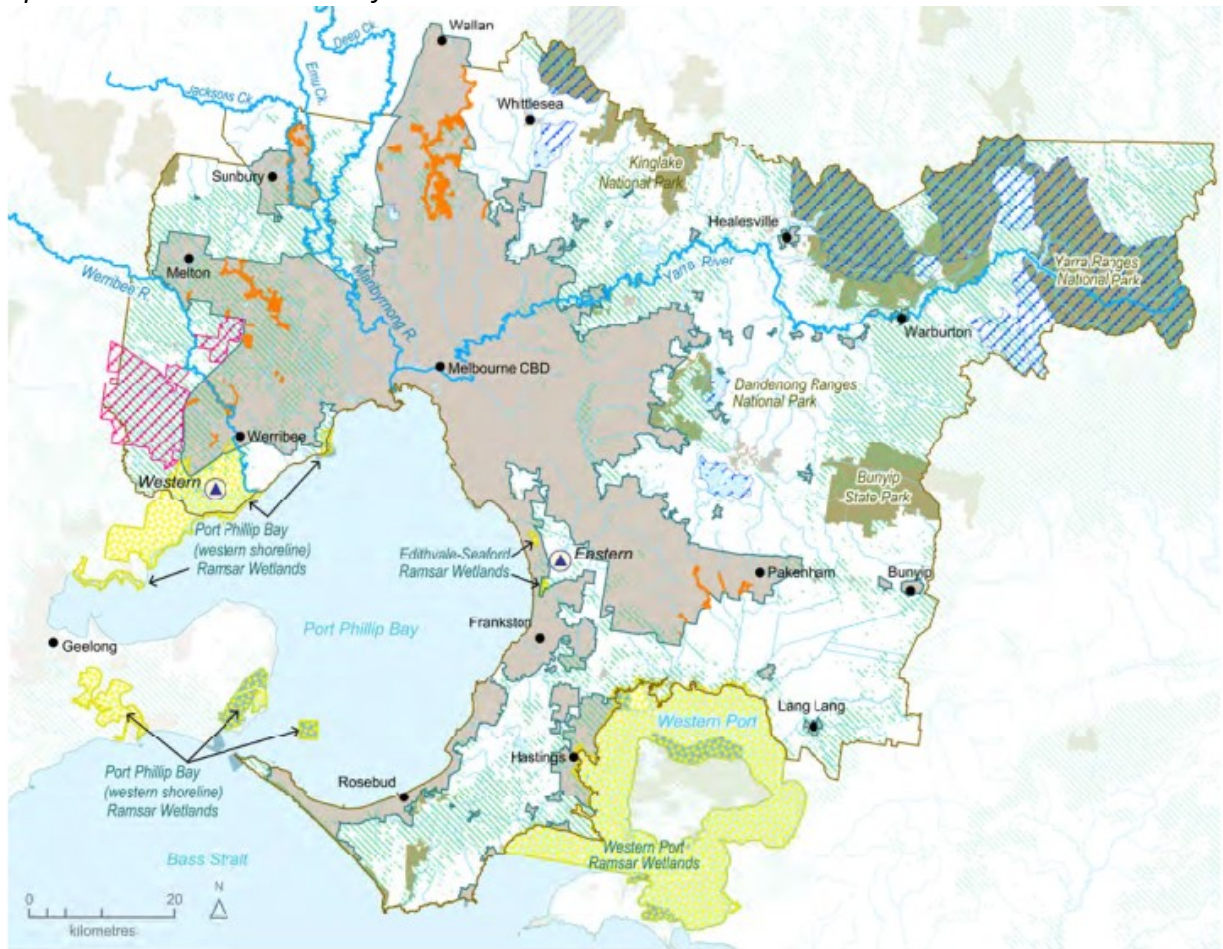 Wallan
Deep Ck.
Emu Ck.
Jacksons Ck.
Whittlesea
Kinglake
National Park
Sunbury
Healesville
Melton
Werribee R.
Maribyrnong R.
Yarra River
Yarra Ranges
National Park
Warburton
Melbourne CBD
Dandenong Ranges
National Park
Werribee
Bunyip
State Park
Western
Port Phillip Bay
(western shoreline)
Ramsar Wetlands
Edithvale-Seaford
Ramsar Wetlands
Eastern
Pakenham
Bunyip
Port Phillip Bay
Frankston
Geelong
Western Port
Lang Lang
Hastings
Port Phillip Bay
(western shoreline)
Ramsar Wetlands
Rosebud
Western Port
Ramsar Wetlands
Bass Strait
0 20
kilometres
N